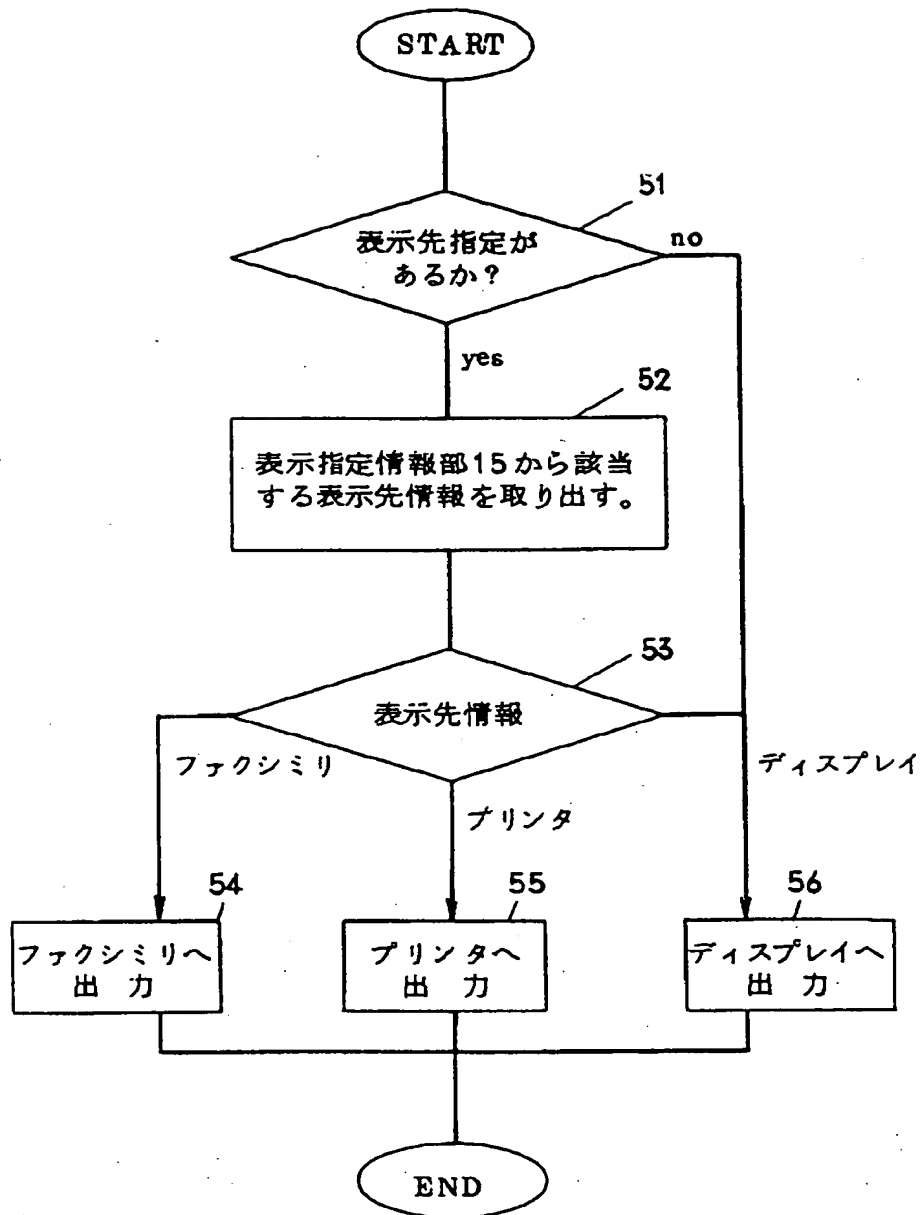 START
51
表示先指定が
あるか？
no
yes
52
表示指定情報部15から該当
する表示先情報を取り出す。
53
表示先情報
ファクシミリ
プリンタ
ディスプレイ
54
ファクシミリへ
出 力
55
プリンタへ
出 力
56
ディスプレイへ
出 力
END